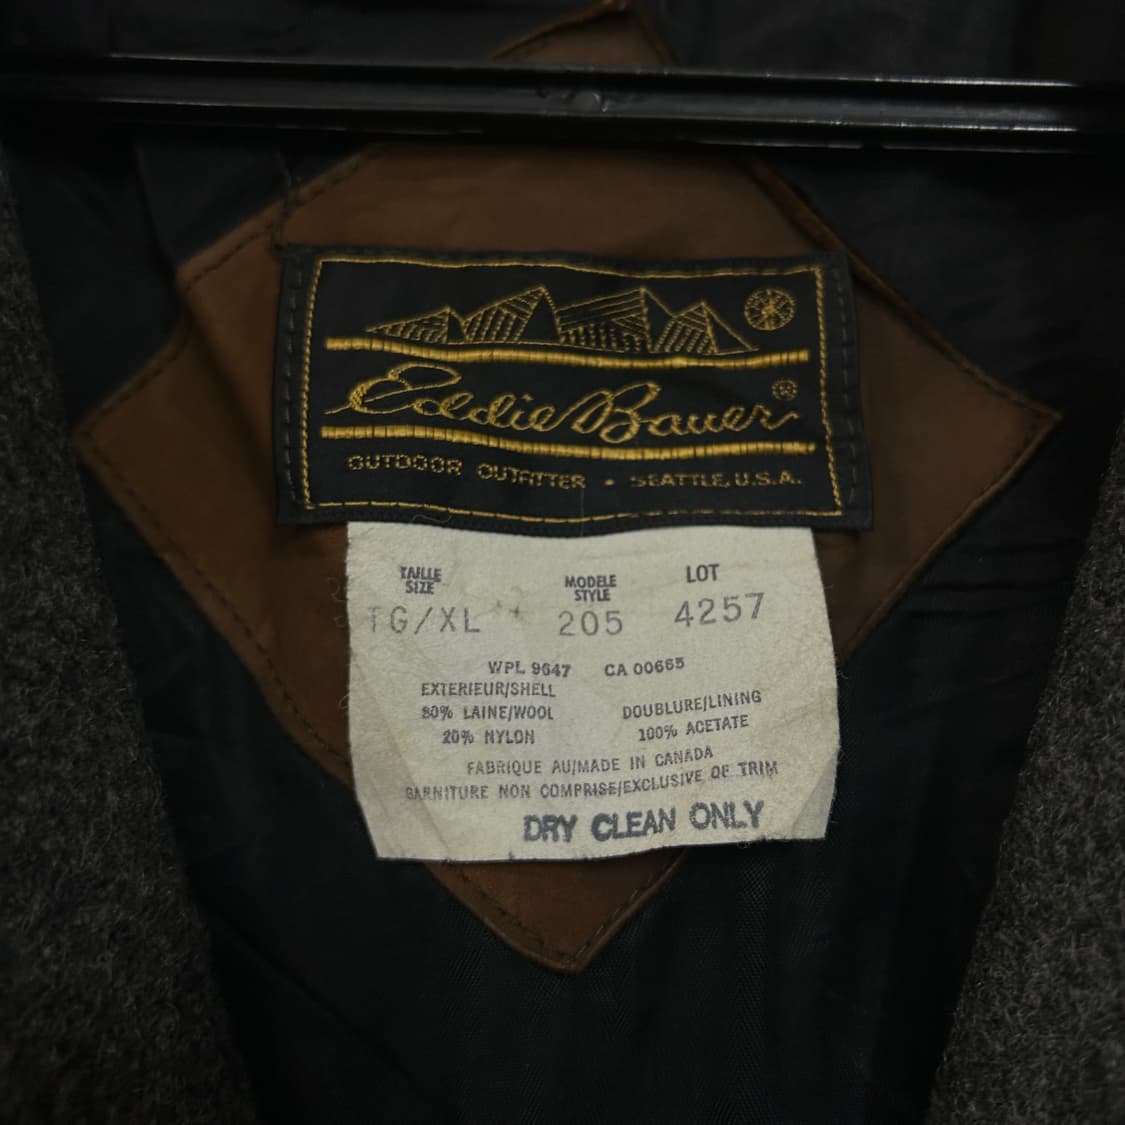 Eddie Bauer ®
OUTDOOR OUTFITTER • SEATTLE, U.S.A.
TAILLE MODELE LOT
SIZE STYLE
TG/XL 205 4257
WPL 9647 CA 00665
EXTERIEUR/SHELL
80% LAINE/WOOL DOUBLURE/LINING
20% NYLON 100% ACETATE
FABRIQUE AU/MADE IN CANADA
GARNITURE NON COMPRISE/EXCLUSIVE OF TRIM
DRY CLEAN ONLY